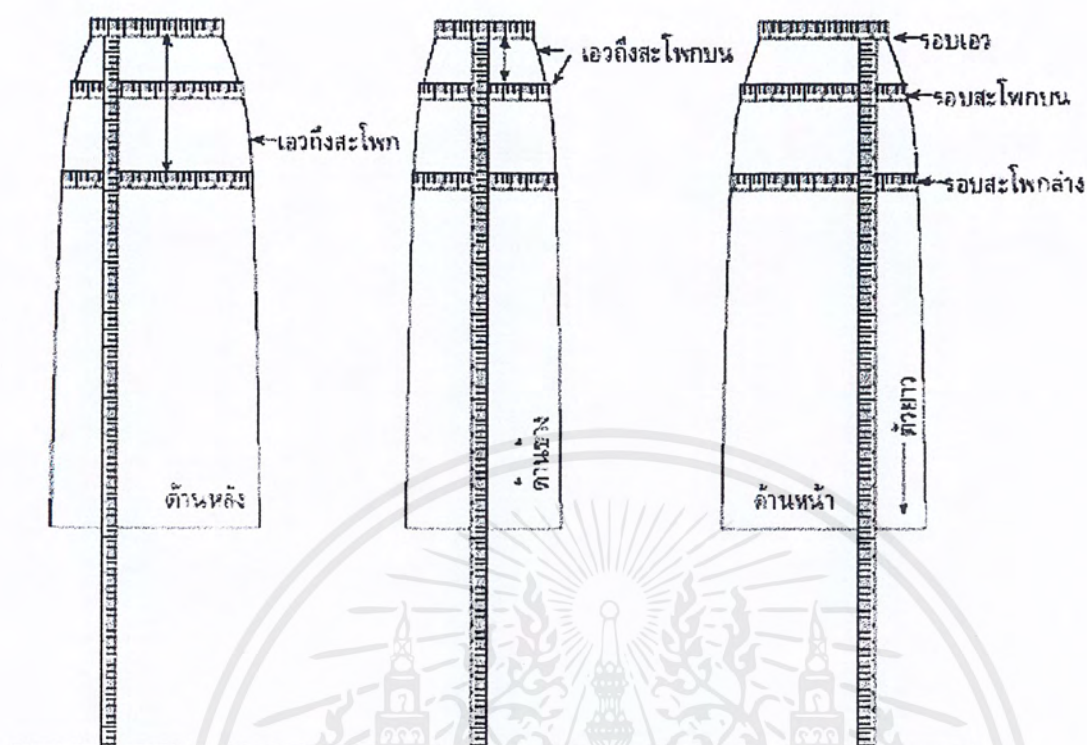 เอวถึงสะโพก
ด้านหลัง
เอวถึงสะโพกบน
ด้านข้าง
รอบเอว
รอบสะโพกบน
รอบสะโพกล่าง
ตัวยาว
ด้านหน้า